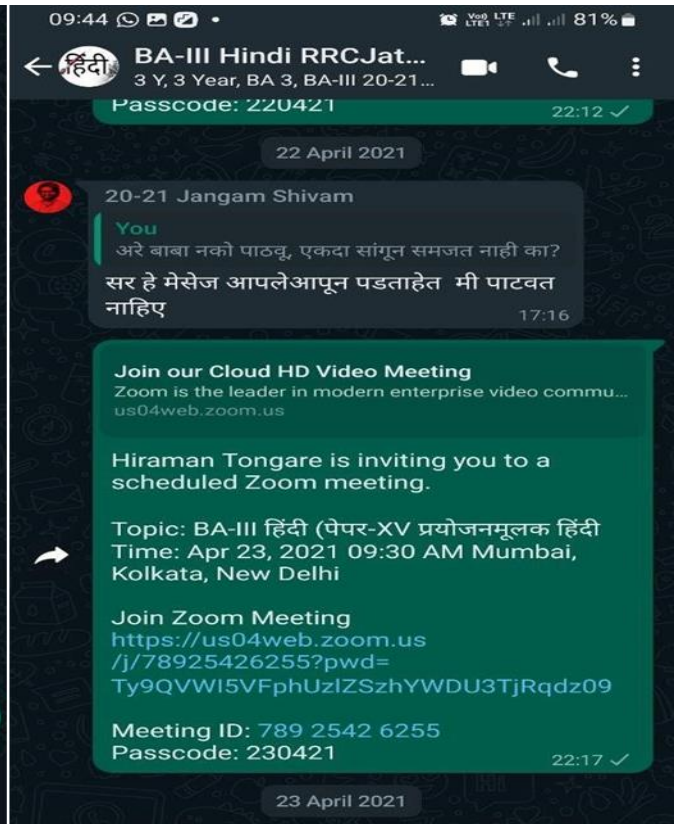 09:44 81%
हिंदी
BA-III Hindi RRCJat...
3 Y, 3 Year, BA 3, BA-III 20-21...
Passcode: 220421
22:12
22 April 2021
20-21 Jangam Shivam
You
अरे बाबा नको पाठवू, एकदा सांगून समजत नाही का?
सर हे मेसेज आपलेआपून पडताहेत मी पाटवत
नाहिए
17:16
Join our Cloud HD Video Meeting
Zoom is the leader in modern enterprise video commu...
us04web.zoom.us
Hiraman Tongare is inviting you to a
scheduled Zoom meeting.
Topic: BA-III हिंदी (पेपर-XV प्रयोजनमूलक हिंदी
Time: Apr 23, 2021 09:30 AM Mumbai,
Kolkata, New Delhi
Join Zoom Meeting
https://us04web.zoom.us
/j/78925426255?pwd=
Ty9QVWI5VFphUzlZSzhYWDU3TjRqdz09
Meeting ID: 789 2542 6255
Passcode: 230421
22:17
23 April 2021